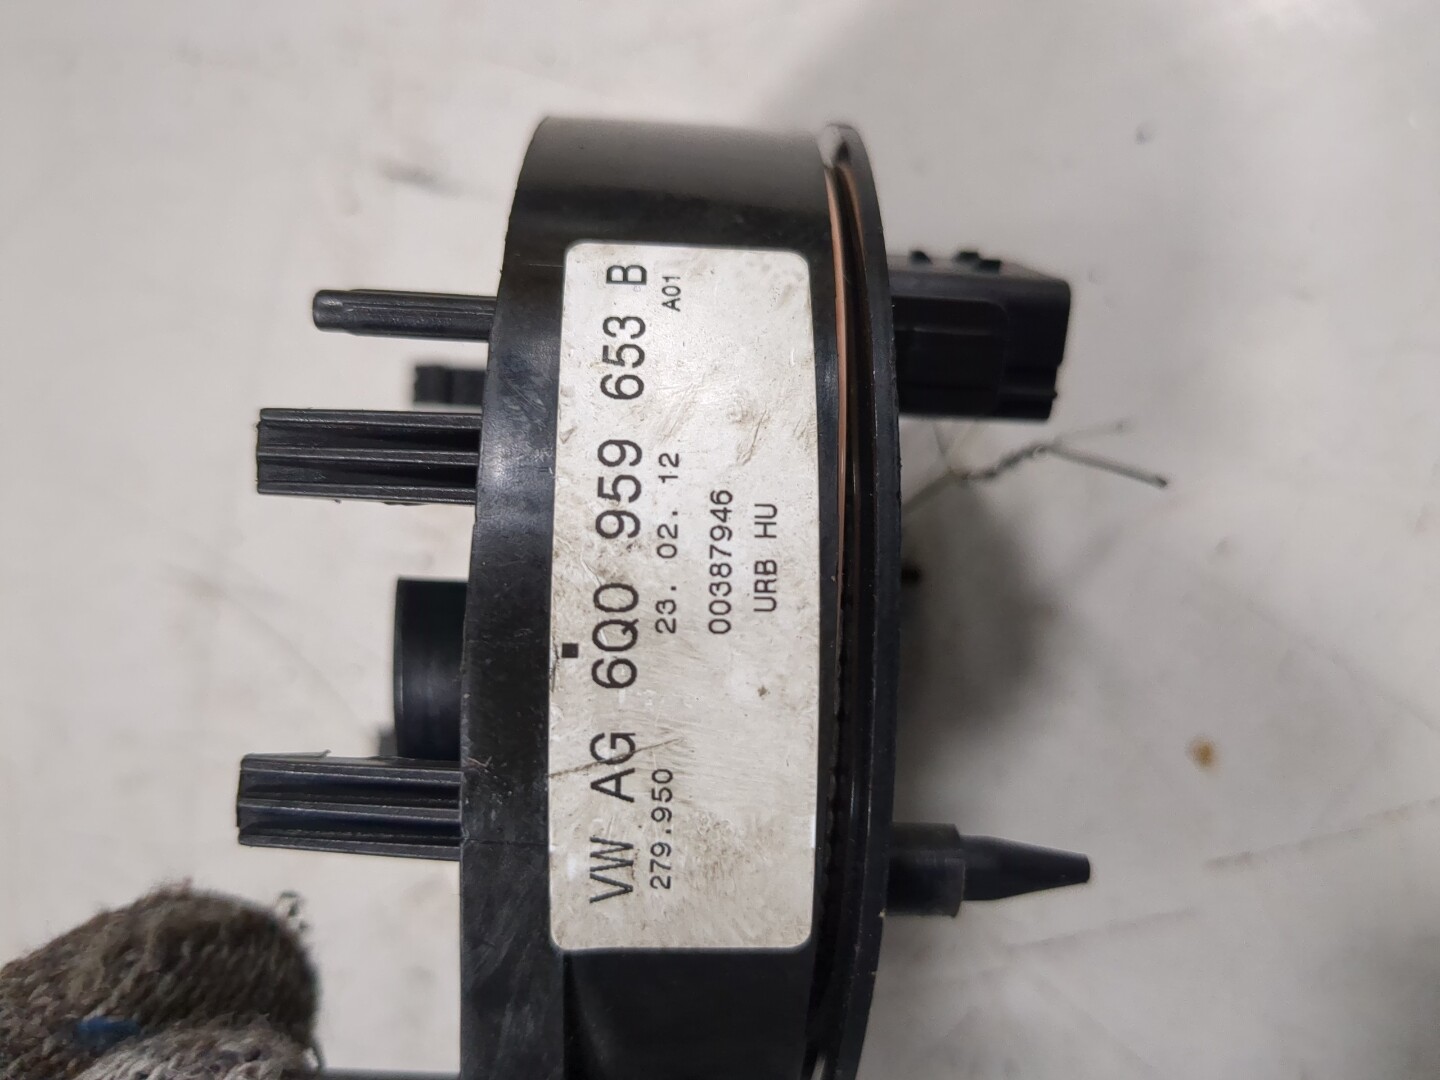 VW AG 6Q0 959 653 B
279.950 23. 02. 12 A01
00387946
URB HU